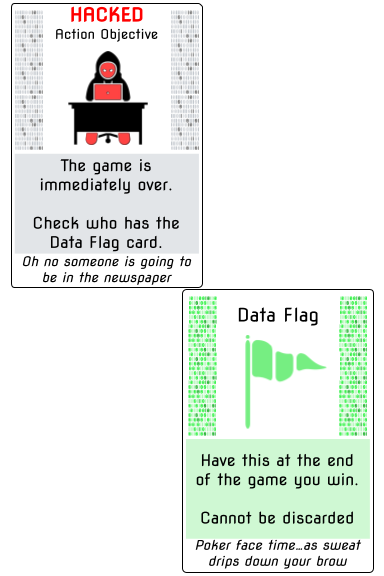 HACKED
Action Objective
The game is
immediately over.
Check who has the
Data Flag card.
Oh no someone is going to
be in the newspaper
Data Flag
Have this at the end
of the game you win.
Cannot be discarded
Poker face time...as sweat
drips down your brow